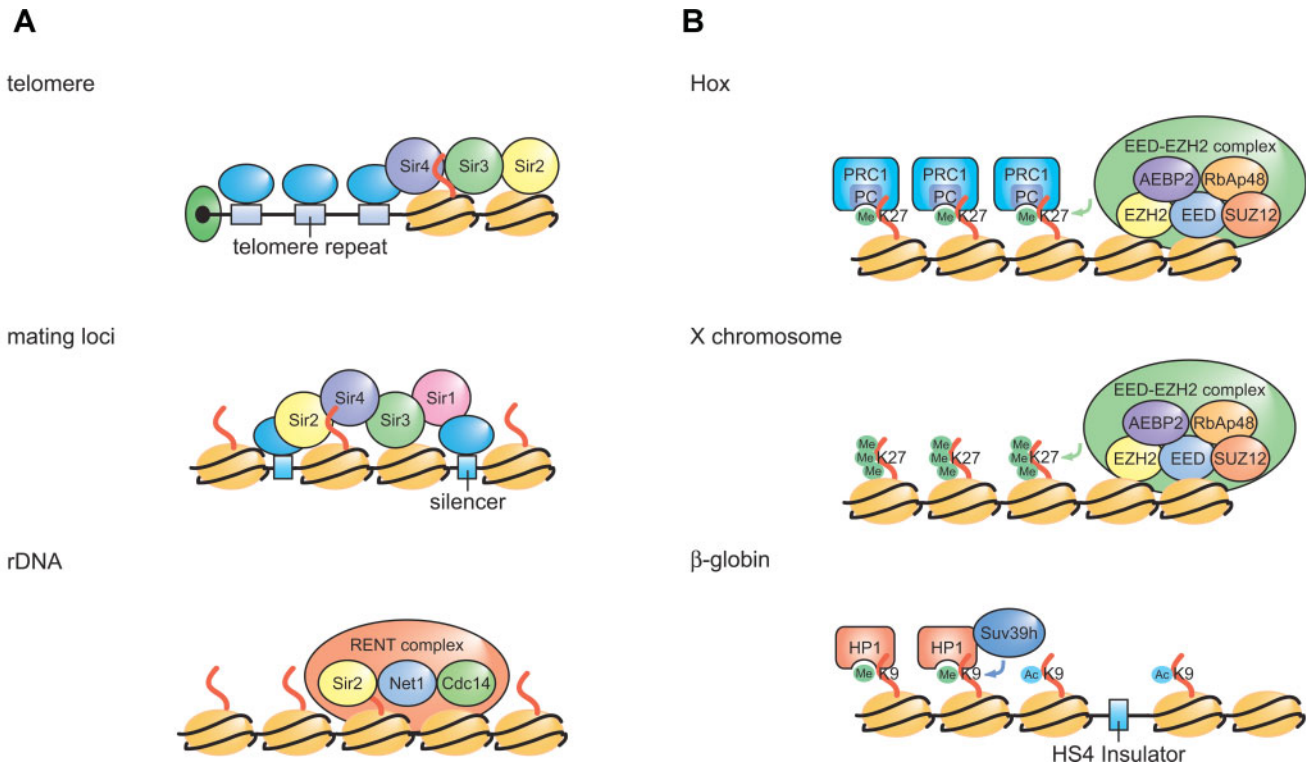 A
telomere
Sir4
Sir3
Sir2
telomere repeat
mating loci
Sir2
Sir4
Sir3
Sir1
silencer
rDNA
RENT complex
Sir2
Net1
Cdc14
B
Hox
PRC1
PC
Me
K27
PRC1
PC
Me
K27
PRC1
PC
Me
K27
EED-EZH2 complex
AEBP2
RbAp48
EZH2
EED
SUZ12
X chromosome
Me
Me
K27
Me
Me
Me
K27
Me
Me
Me
K27
Me
EED-EZH2 complex
AEBP2
RbAp48
EZH2
EED
SUZ12
β-globin
HP1
Me
K9
HP1
Me
K9
Suv39h
Ac
K9
Ac
K9
HS4 Insulator